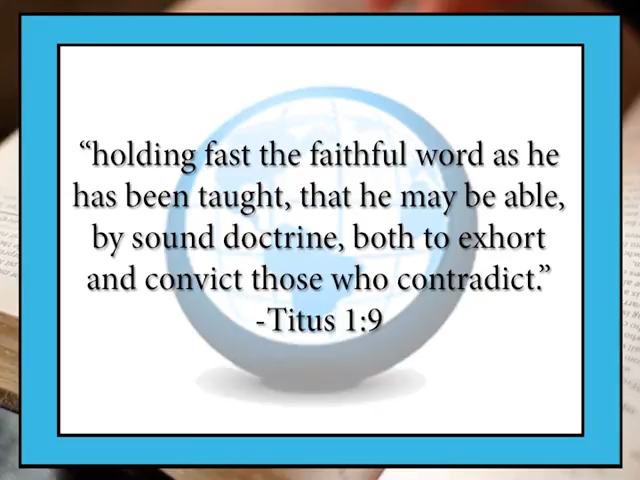 “holding fast the faithful word as he
has been taught, that he may be able,
by sound doctrine, both to exhort
and convict those who contradict.”
-Titus 1:9